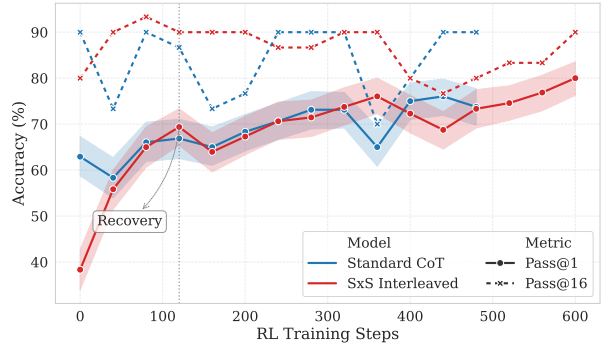 90
80
70
60
50
40
Accuracy (%)
Recovery
Model
Metric
Standard CoT
Pass@1
SxS Interleaved
Pass@16
0
100
200
300
400
500
600
RL Training Steps